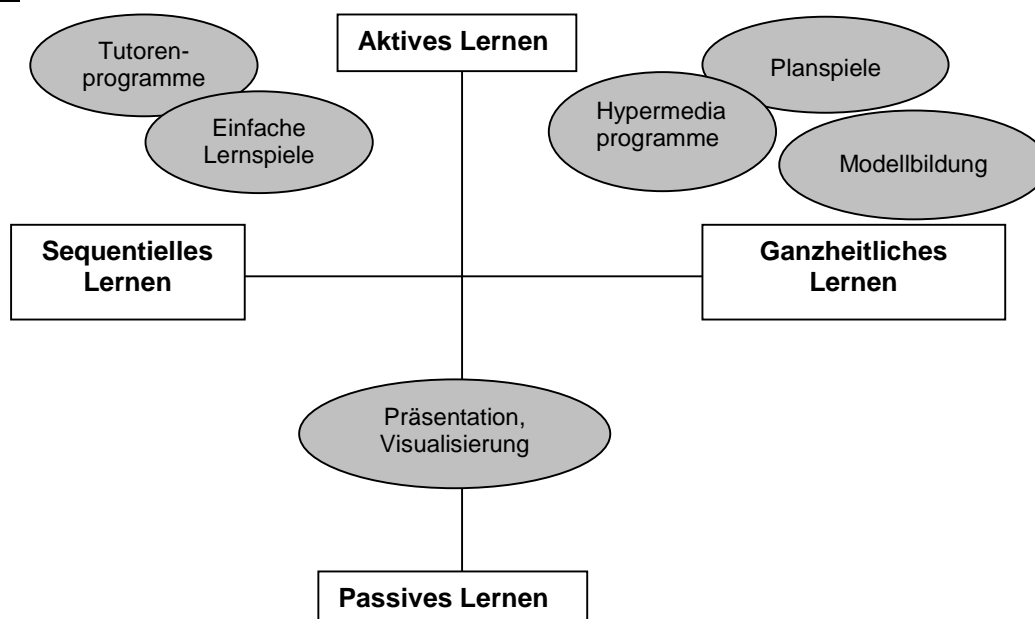 Tutoren-
programme
Aktives Lernen
Planspiele
Einfache
Lernspiele
Hypermedia
programme
Modellbildung
Sequentielles
Lernen
Ganzheitliches
Lernen
Präsentation,
Visualisierung
Passives Lernen